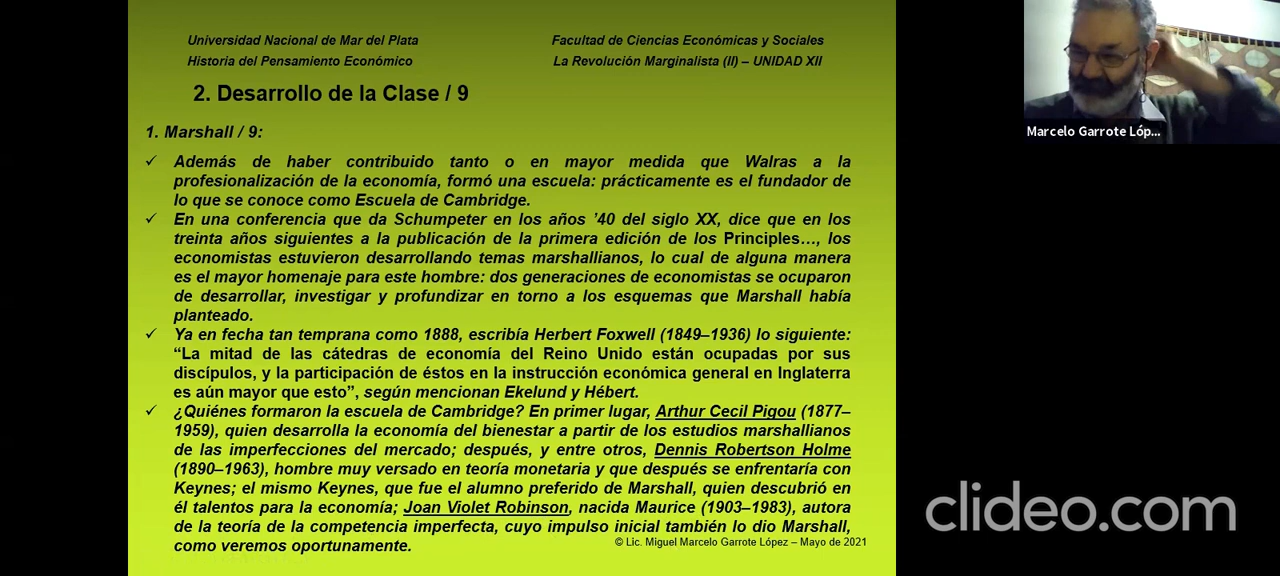 Universidad Nacional de Mar del Plata
Facultad de Ciencias Económicas y Sociales
Historia del Pensamiento Económico
La Revolución Marginalista (II) – UNIDAD XII
2. Desarrollo de la Clase / 9
1. Marshall / 9:
✓ Además de haber contribuido tanto o en mayor medida que Walras a la
profesionalización de la economía, formó una escuela: prácticamente es el fundador de
lo que se conoce como Escuela de Cambridge.
✓ En una conferencia que da Schumpeter en los años ’40 del siglo XX, dice que en los
treinta años siguientes a la publicación de la primera edición de los Principles…, los
economistas estuvieron desarrollando temas marshallianos, lo cual de alguna manera
es el mayor homenaje para este hombre: dos generaciones de economistas se ocuparon
de desarrollar, investigar y profundizar en torno a los esquemas que Marshall había
planteado.
✓ Ya en fecha tan temprana como 1888, escribía Herbert Foxwell (1849–1936) lo siguiente:
“La mitad de las cátedras de economía del Reino Unido están ocupadas por sus
discípulos, y la participación de éstos en la instrucción económica general en Inglaterra
es aún mayor que esto”, según mencionan Ekelund y Hébert.
✓ ¿Quiénes formaron la escuela de Cambridge? En primer lugar, Arthur Cecil Pigou (1877–
1959), quien desarrolla la economía del bienestar a partir de los estudios marshallianos
de las imperfecciones del mercado; después, y entre otros, Dennis Robertson Holme
(1890–1963), hombre muy versado en teoría monetaria y que después se enfrentaría con
Keynes; el mismo Keynes, que fue el alumno preferido de Marshall, quien descubrió en
él talentos para la economía; Joan Violet Robinson, nacida Maurice (1903–1983), autora
de la teoría de la competencia imperfecta, cuyo impulso inicial también lo dio Marshall,
como veremos oportunamente.
© Lic. Miguel Marcelo Garrote López – Mayo de 2021
Marcelo Garrote Lóp...
clideo.com